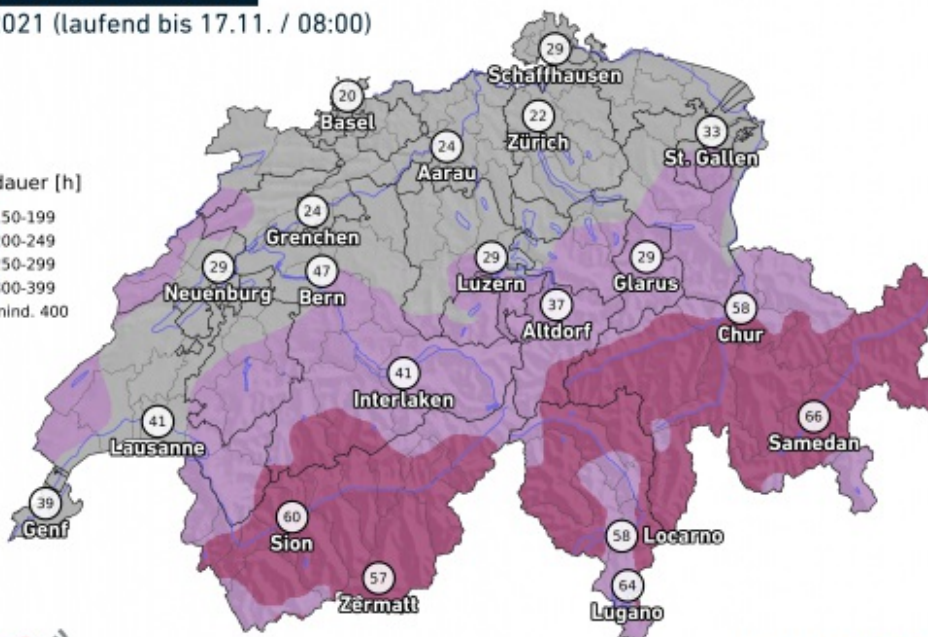 021 (laufend bis 17.11. / 08:00)
29
Schaffhausen
20
Basel
22
Zürich
33
St. Gallen
24
Aarau
dauer [h]
50-199
00-249
50-299
00-399
mind. 400
24
Grenchen
29
Neuenburg
47
Bern
29
Luzern
29
Glarus
37
Altdorf
58
Chur
41
Interlaken
41
Lausanne
66
Samedan
39
Genf
60
Sion
58 Locarno
57
Zermatt
64
Lugano